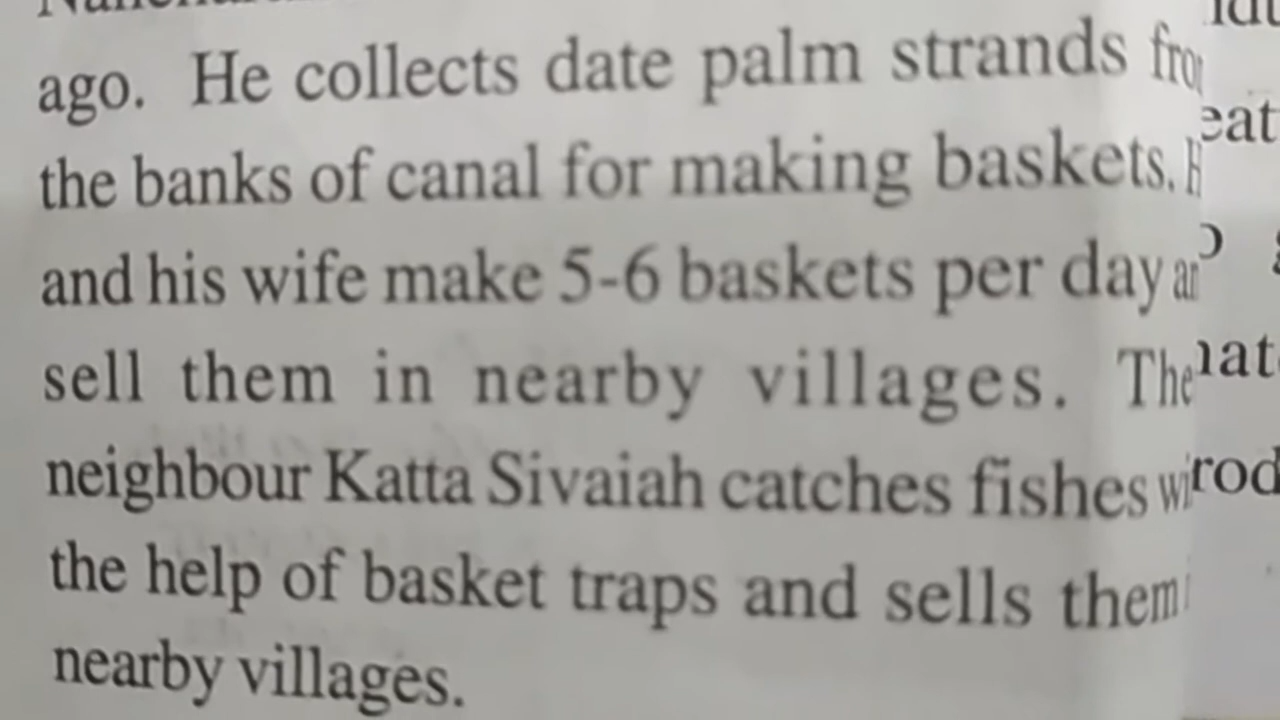 ago. He collects date palm strands
the banks of canal for making baskets.
and his wife make 5-6 baskets per day
sell them in nearby villages.
neighbour Katta Sivaiah catches fishes
the help of basket traps and sells them
nearby villages.